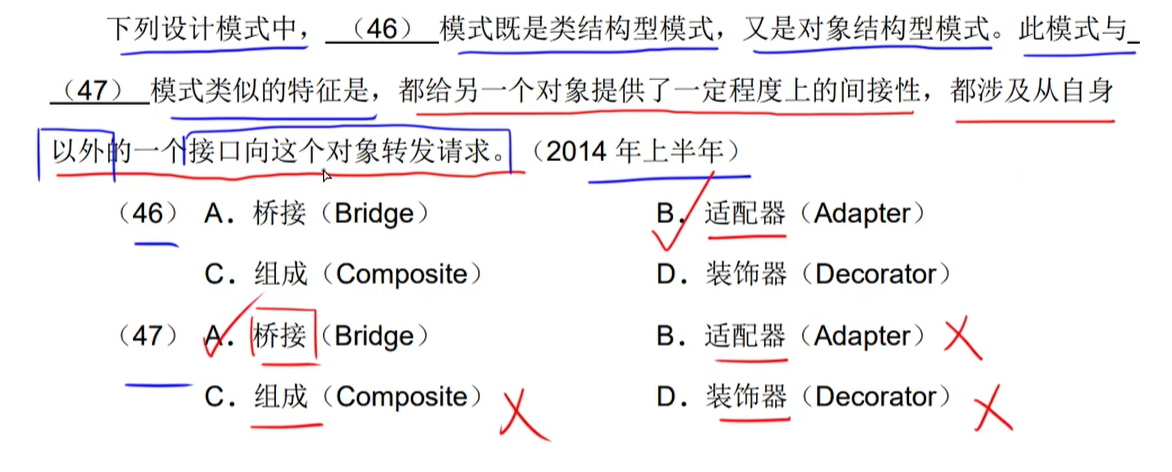 下列设计模式中，（46）模式既是类结构型模式，又是对象结构型模式。此模式与
（47）模式类似的特征是，都给另一个对象提供了一定程度上的间接性，都涉及从自身
以外的一个接口向这个对象转发请求。（2014 年上半年）
（46） A．桥接（Bridge） B．适配器（Adapter）
C．组成（Composite） D．装饰器（Decorator）
（47） A．桥接（Bridge） B．适配器（Adapter）
C．组成（Composite） D．装饰器（Decorator）